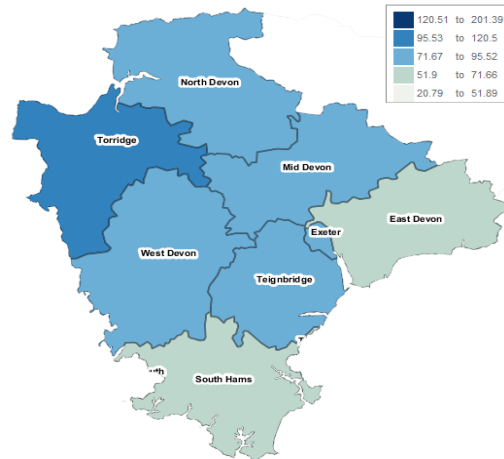 120.51 to 201.39
95.53 to 120.5
71.67 to 95.52
51.9 to 71.66
20.79 to 51.89
North Devon
Torridge
Mid Devon
East Devon
Exeter
West Devon
Teignbridge
South Hams